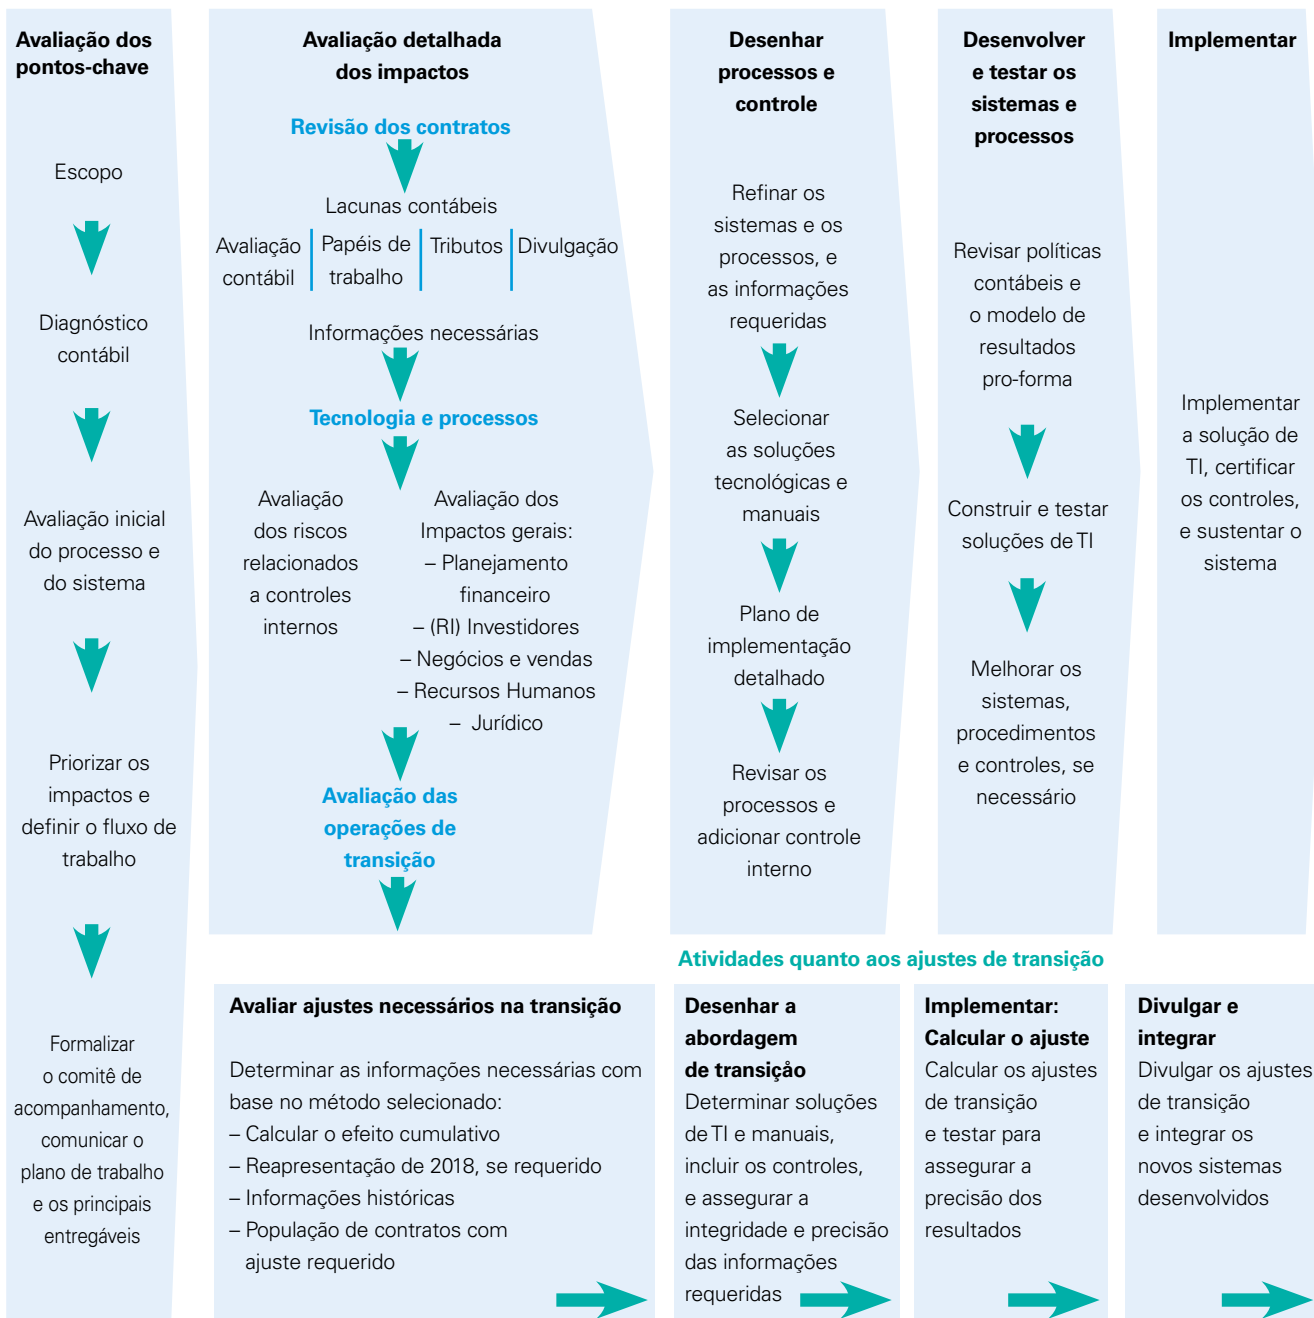 Avaliação dos
pontos-chave
Escopo
Diagnóstico
contábil
Avaliação inicial
do processo e
do sistema
Priorizar os
impactos e
definir o fluxo de
trabalho
Formalizar
o comitê de
acompanhamento,
comunicar o
plano de trabalho
e os principais
entregáveis
Avaliação detalhada
dos impactos
Revisão dos contratos
Lacunas contábeis
Avaliação
contábil
Papéis de
trabalho
Tributos
Divulgação
Informações necessárias
Tecnologia e processos
Avaliação
dos riscos
relacionados
a controles
internos
Avaliação dos
Impactos gerais:
– Planejamento
financeiro
– (RI) Investidores
– Negócios e vendas
– Recursos Humanos
– Jurídico
Avaliação das
operações de
transição
Desenhar
processos e
controle
Refinar os
sistemas e os
processos, e
as informações
requeridas
Selecionar
as soluções
tecnológicas e
manuais
Plano de
implementação
detalhado
Revisar os
processos e
adicionar controle
interno
Desenvolver
e testar os
sistemas e
processos
Revisar políticas
contábeis e
o modelo de
resultados
pro-forma
Construir e testar
soluções de TI
Melhorar os
sistemas,
procedimentos
e controles, se
necessário
Implementar
Implementar
a solução de
TI, certificar
os controles,
e sustentar o
sistema
Atividades quanto aos ajustes de transição
Avaliar ajustes necessários na transição
Determinar as informações necessárias com
base no método selecionado:
– Calcular o efeito cumulativo
– Reapresentação de 2018, se requerido
– Informações históricas
– População de contratos com
ajuste requerido
Desenhar a
abordagem
de transição
Determinar soluções
de TI e manuais,
incluir os controles,
e assegurar a
integridade e precisão
das informações
requeridas
Implementar:
Calcular o ajuste
Calcular os ajustes
de transição
e testar para
assegurar a
precisão dos
resultados
Divulgar e
integrar
Divulgar os ajustes
de transição
e integrar os
novos sistemas
desenvolvidos